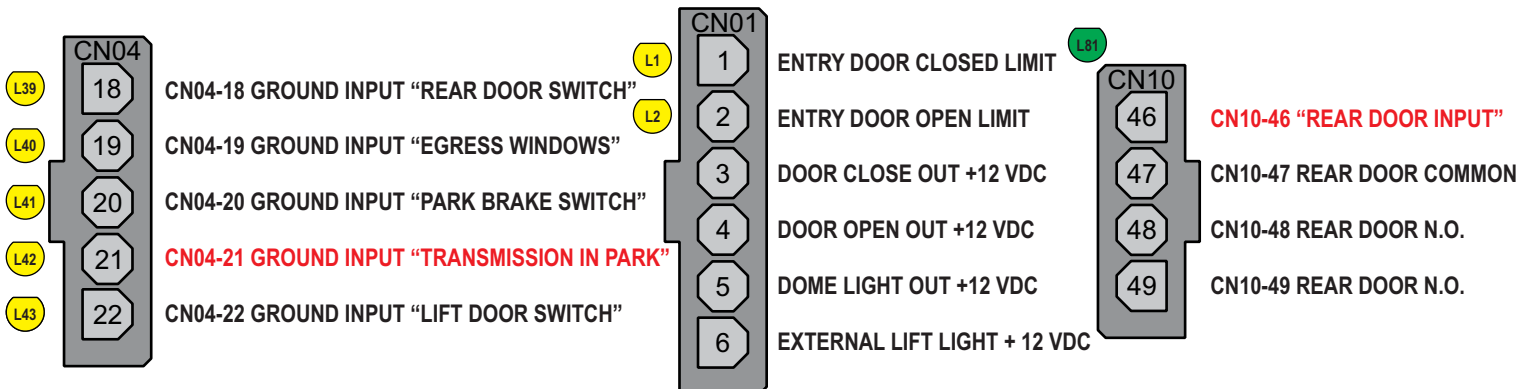 CN04
L39
18
CN04-18 GROUND INPUT “REAR DOOR SWITCH”
L40
19
CN04-19 GROUND INPUT “EGRESS WINDOWS”
L41
20
CN04-20 GROUND INPUT “PARK BRAKE SWITCH”
L42
21
CN04-21 GROUND INPUT “TRANSMISSION IN PARK”
L43
22
CN04-22 GROUND INPUT “LIFT DOOR SWITCH”
CN01
L1
1
ENTRY DOOR CLOSED LIMIT
L2
2
ENTRY DOOR OPEN LIMIT
3
DOOR CLOSE OUT +12 VDC
4
DOOR OPEN OUT +12 VDC
5
DOME LIGHT OUT +12 VDC
6
EXTERNAL LIFT LIGHT + 12 VDC
L81
CN10
46
CN10-46 “REAR DOOR INPUT”
47
CN10-47 REAR DOOR COMMON
48
CN10-48 REAR DOOR N.O.
49
CN10-49 REAR DOOR N.O.